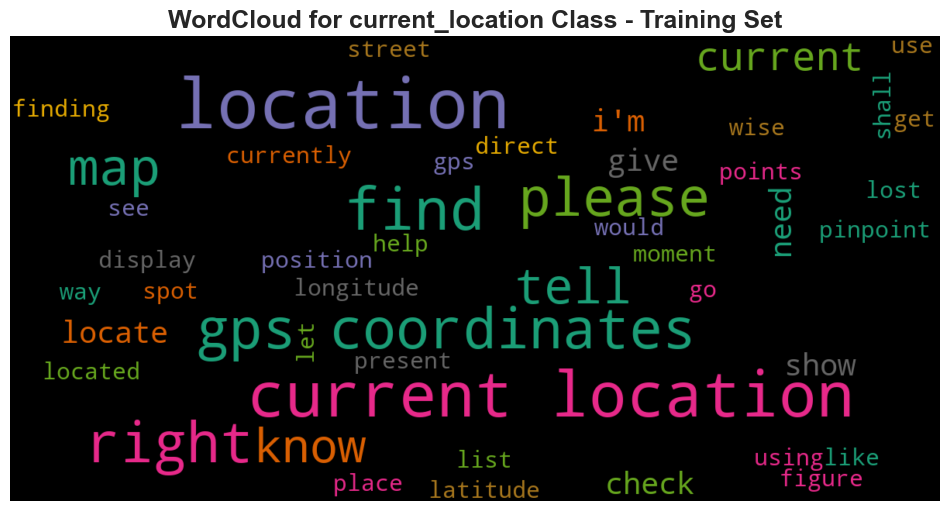 WordCloud for current_location Class - Training Set
street
use
current
location
finding
shall
get
i'm
wise
direct
currently
gps
give
map
points
please
find
see
lost
need
would
pinpoint
help
moment
display
position
tell
longitude
way
spot
go
gps coordinates
locate
let
present
show
located
current location
right
know
list
using
like
check
figure
place
latitude